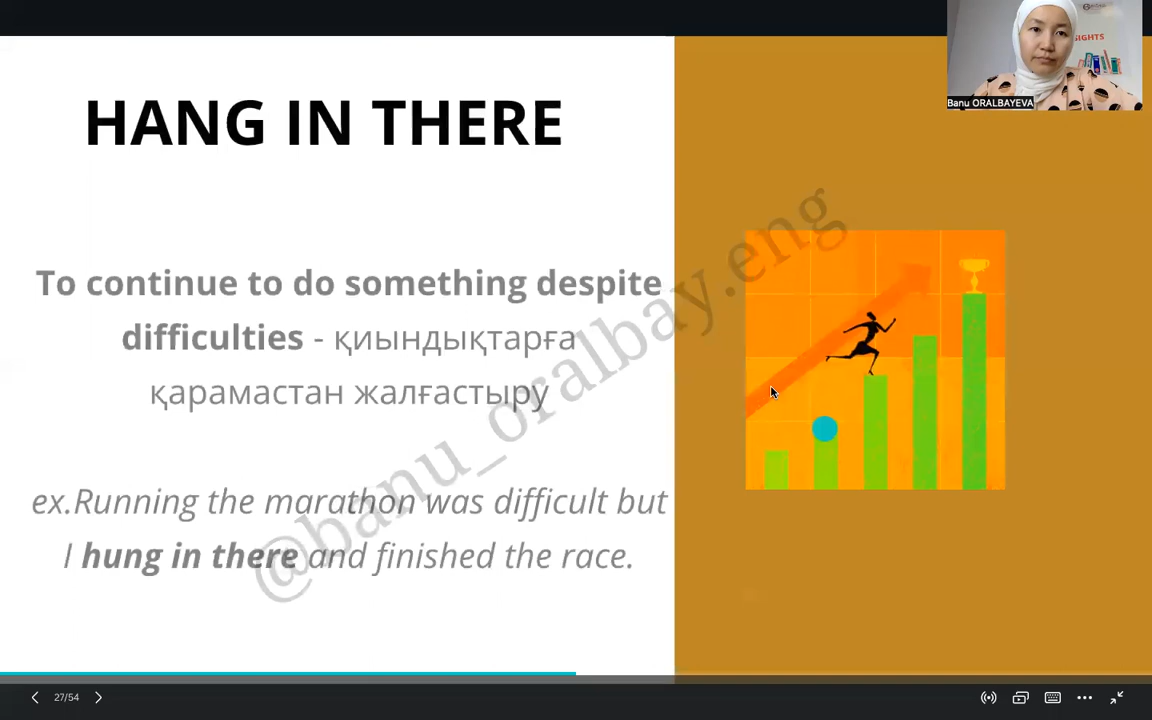 HANG IN THERE
To continue to do something despite
difficulties - қиындықтарға
қарамастан жалғастыру
ex.Running the marathon was difficult but
I hung in there and finished the race.
@banu_oralbay.eng
IGHTS
Banu ORALBAYEVA
27/54